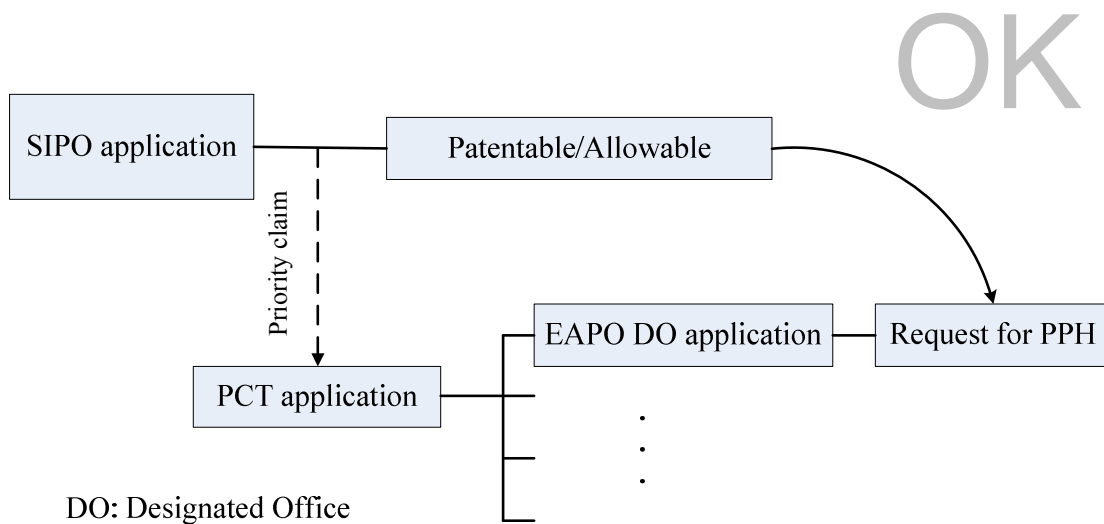 OK
SIPO application
Patentable/Allowable
Priority claim
EAPO DO application
Request for PPH
PCT application
DO: Designated Office